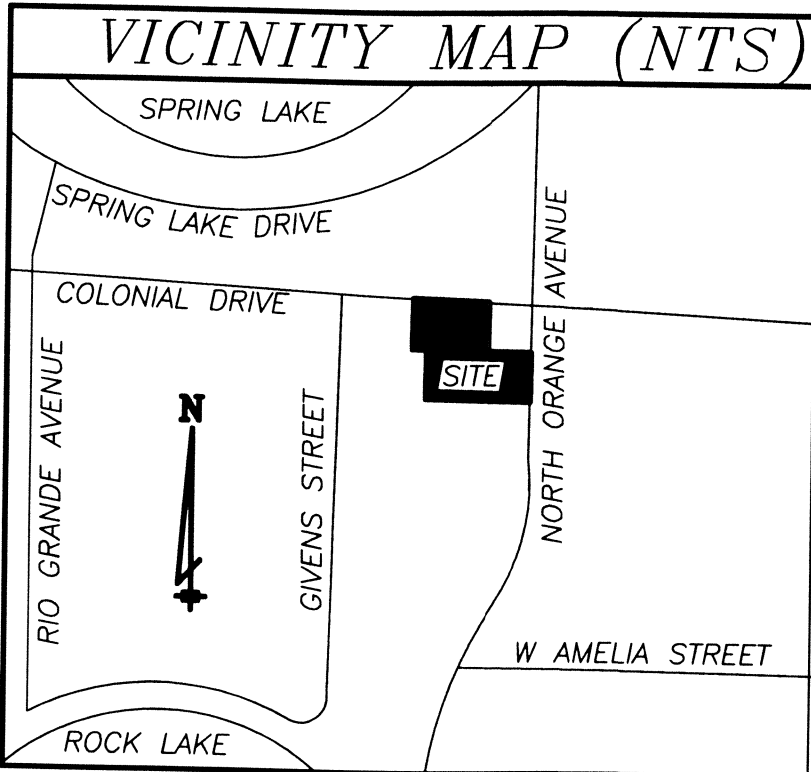 VICINITY MAP (NTS)
SPRING LAKE
SPRING LAKE DRIVE
NORTH ORANGE AVENUE
COLONIAL DRIVE
SITE
RIO GRANDE AVENUE
N
GIVENS STREET
W AMELIA STREET
ROCK LAKE